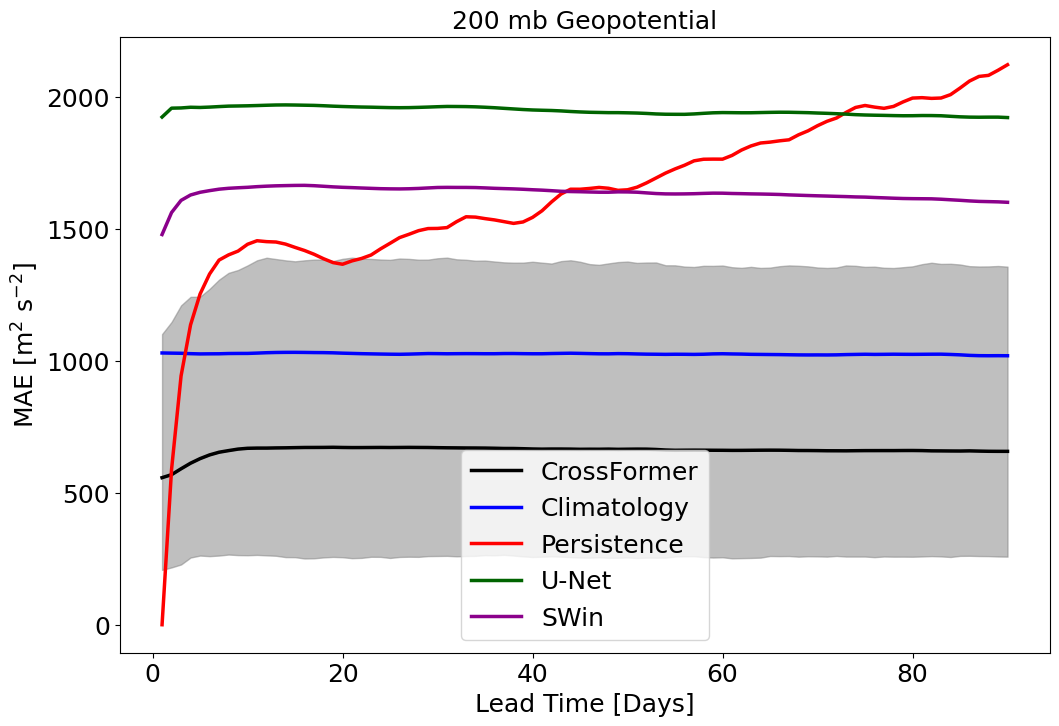 200 mb Geopotential
MAE [m² s⁻²]
2000
1500
1000
500
0
CrossFormer
Climatology
Persistence
U-Net
SWin
0 20 40 60 80
Lead Time [Days]